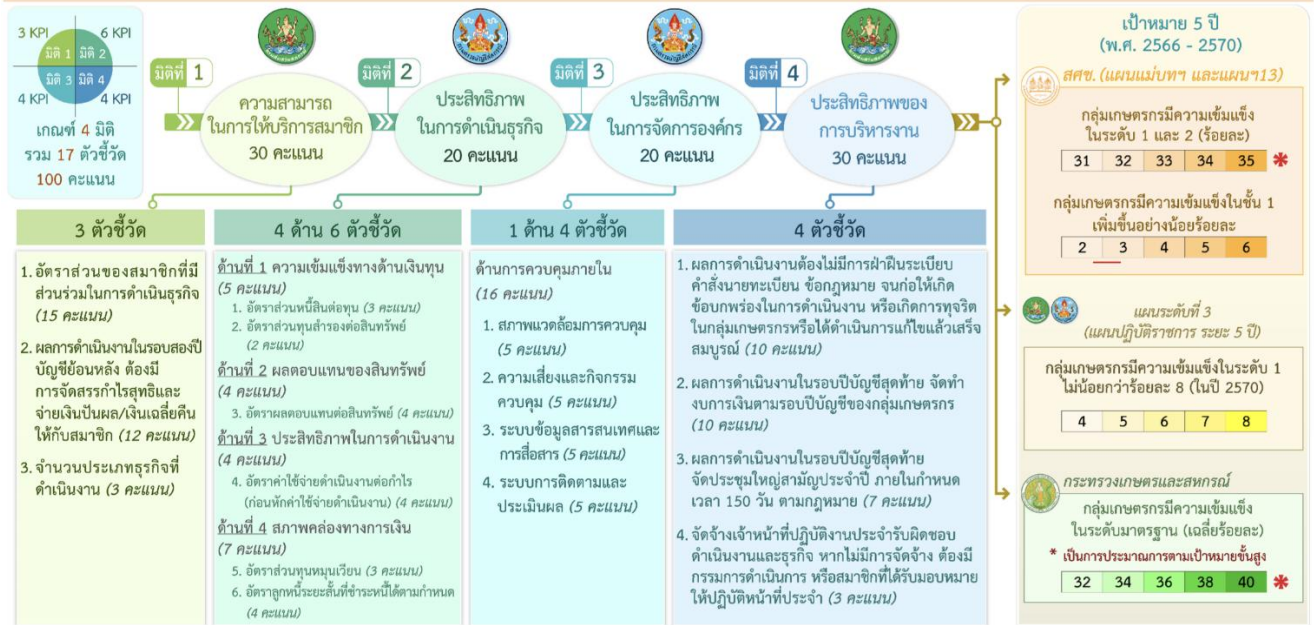 3 KPI
6 KPI
มิติ 1
มิติ 2
มิติ 3
มิติ 4
4 KPI
4 KPI
เกณฑ์ 4 มิติ
รวม 17 ตัวชี้วัด
100 คะแนน
มิติที่ 1
ความสามารถ
ในการให้บริการสมาชิก
30 คะแนน
มิติที่ 2
ประสิทธิภาพ
ในการดำเนินธุรกิจ
20 คะแนน
มิติที่ 3
ประสิทธิภาพ
ในการจัดการองค์กร
20 คะแนน
มิติที่ 4
ประสิทธิภาพของ
การบริหารงาน
30 คะแนน
3 ตัวชี้วัด
1. อัตราส่วนของสมาชิกที่มี
ส่วนร่วมในการดำเนินธุรกิจ
(15 คะแนน)
2. ผลการดำเนินงานในรอบสองปี
บัญชีย้อนหลัง ต้องมี
การจัดสรรกำไรสุทธิและ
จ่ายเงินปันผล/เงินเฉลี่ยคืน
ให้กับสมาชิก (12 คะแนน)
3. จำนวนประเภทธุรกิจที่
ดำเนินงาน (3 คะแนน)
4 ด้าน 6 ตัวชี้วัด
ด้านที่ 1 ความเข้มแข็งทางด้านเงินทุน
(5 คะแนน)
1. อัตราส่วนหนี้สินต่อทุน (3 คะแนน)
2. อัตราส่วนทุนสำรองต่อสินทรัพย์
(2 คะแนน)
ด้านที่ 2 ผลตอบแทนของสินทรัพย์
(4 คะแนน)
3. อัตราผลตอบแทนต่อสินทรัพย์ (4 คะแนน)
ด้านที่ 3 ประสิทธิภาพในการดำเนินงาน
(4 คะแนน)
4. อัตราค่าใช้จ่ายดำเนินงานต่อกำไร
(ก่อนหักค่าใช้จ่ายดำเนินงาน) (4 คะแนน)
ด้านที่ 4 สภาพคล่องทางการเงิน
(7 คะแนน)
5. อัตราส่วนทุนหมุนเวียน (3 คะแนน)
6. อัตราลูกหนี้ระยะสั้นที่ชำระหนี้ได้ตามกำหนด
(4 คะแนน)
1 ด้าน 4 ตัวชี้วัด
ด้านการควบคุมภายใน
(16 คะแนน)
1. สภาพแวดล้อมการควบคุม
(5 คะแนน)
2. ความเสี่ยงและกิจกรรม
ควบคุม (5 คะแนน)
3. ระบบข้อมูลสารสนเทศและ
การสื่อสาร (5 คะแนน)
4. ระบบการติดตามและ
ประเมินผล (5 คะแนน)
4 ตัวชี้วัด
1. ผลการดำเนินงานต้องไม่มีการฝ่าฝืนระเบียบ
คำสั่งนายทะเบียน ข้อกฎหมาย จนก่อให้เกิด
ข้อบกพร่องในการดำเนินงาน หรือเกิดการทุจริต
ในกลุ่มเกษตรกรหรือได้ดำเนินการแก้ไขแล้วเสร็จ
สมบูรณ์ (10 คะแนน)
2. ผลการดำเนินงานในรอบปีบัญชีสุดท้าย จัดทำ
งบการเงินตามรอบปีบัญชีของกลุ่มเกษตรกร
(10 คะแนน)
3. ผลการดำเนินงานในรอบปีบัญชีสุดท้าย
จัดประชุมใหญ่สามัญประจำปี ภายในกำหนด
เวลา 150 วัน ตามกฎหมาย (7 คะแนน)
4. จัดจ้างเจ้าหน้าที่ปฏิบัติงานประจำรับผิดชอบ
ดำเนินงานและธุรกิจ หากไม่มีการจัดจ้าง ต้องมี
กรรมการดำเนินการ หรือสมาชิกที่ได้รับมอบหมาย
ให้ปฏิบัติหน้าที่ประจำ (3 คะแนน)
เป้าหมาย 5 ปี
(พ.ศ. 2566 - 2570)
สศช. (แผนแม่บทฯ และแผนฯ13)
กลุ่มเกษตรกรมีความเข้มแข็ง
ในระดับ 1 และ 2 (ร้อยละ)
31 32 33 34 35 *
กลุ่มเกษตรกรมีความเข้มแข็งในชั้น 1
เพิ่มขึ้นอย่างน้อยร้อยละ
2 3 4 5 6
แผนระดับที่ 3
(แผนปฏิบัติราชการ ระยะ 5 ปี)
กลุ่มเกษตรกรมีความเข้มแข็งในระดับ 1
ไม่น้อยกว่าร้อยละ 8 (ในปี 2570)
4 5 6 7 8
กระทรวงเกษตรและสหกรณ์
กลุ่มเกษตรกรมีความเข้มแข็ง
ในระดับมาตรฐาน (เฉลี่ยร้อยละ)
* เป็นการประมาณการตามเป้าหมายขั้นสูง
32 34 36 38 40 *